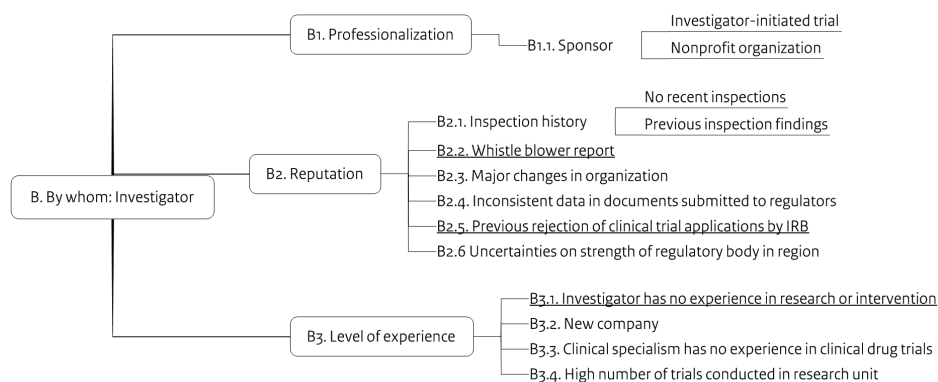 B. By whom: Investigator
B1. Professionalization
B1.1. Sponsor
Investigator-initiated trial
Nonprofit organization
B2. Reputation
B2.1. Inspection history
No recent inspections
Previous inspection findings
B2.2. Whistle blower report
B2.3. Major changes in organization
B2.4. Inconsistent data in documents submitted to regulators
B2.5. Previous rejection of clinical trial applications by IRB
B2.6 Uncertainties on strength of regulatory body in region
B3. Level of experience
B3.1. Investigator has no experience in research or intervention
B3.2. New company
B3.3. Clinical specialism has no experience in clinical drug trials
B3.4. High number of trials conducted in research unit